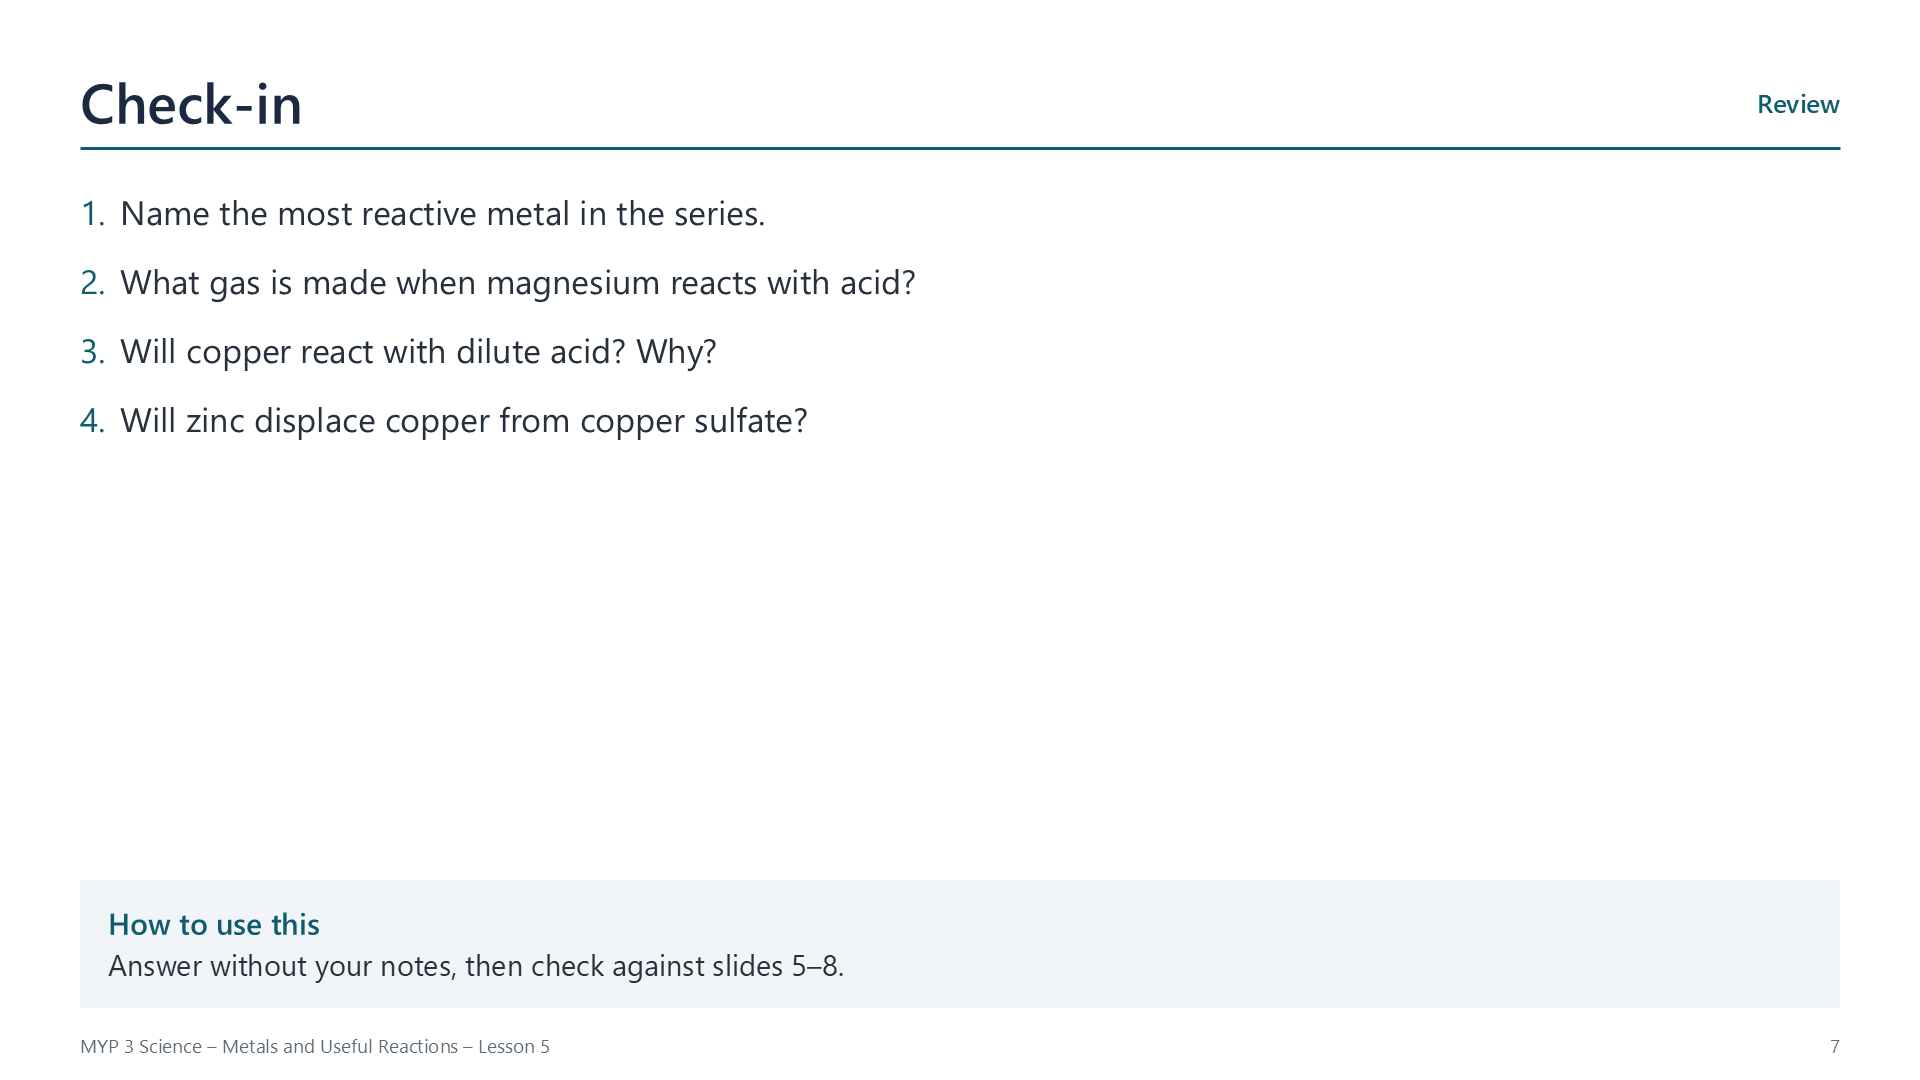 Check-in
Review
1. Name the most reactive metal in the series.
2. What gas is made when magnesium reacts with acid?
3. Will copper react with dilute acid? Why?
4. Will zinc displace copper from copper sulfate?
How to use this
Answer without your notes, then check against slides 5–8.
MYP 3 Science – Metals and Useful Reactions – Lesson 5
7